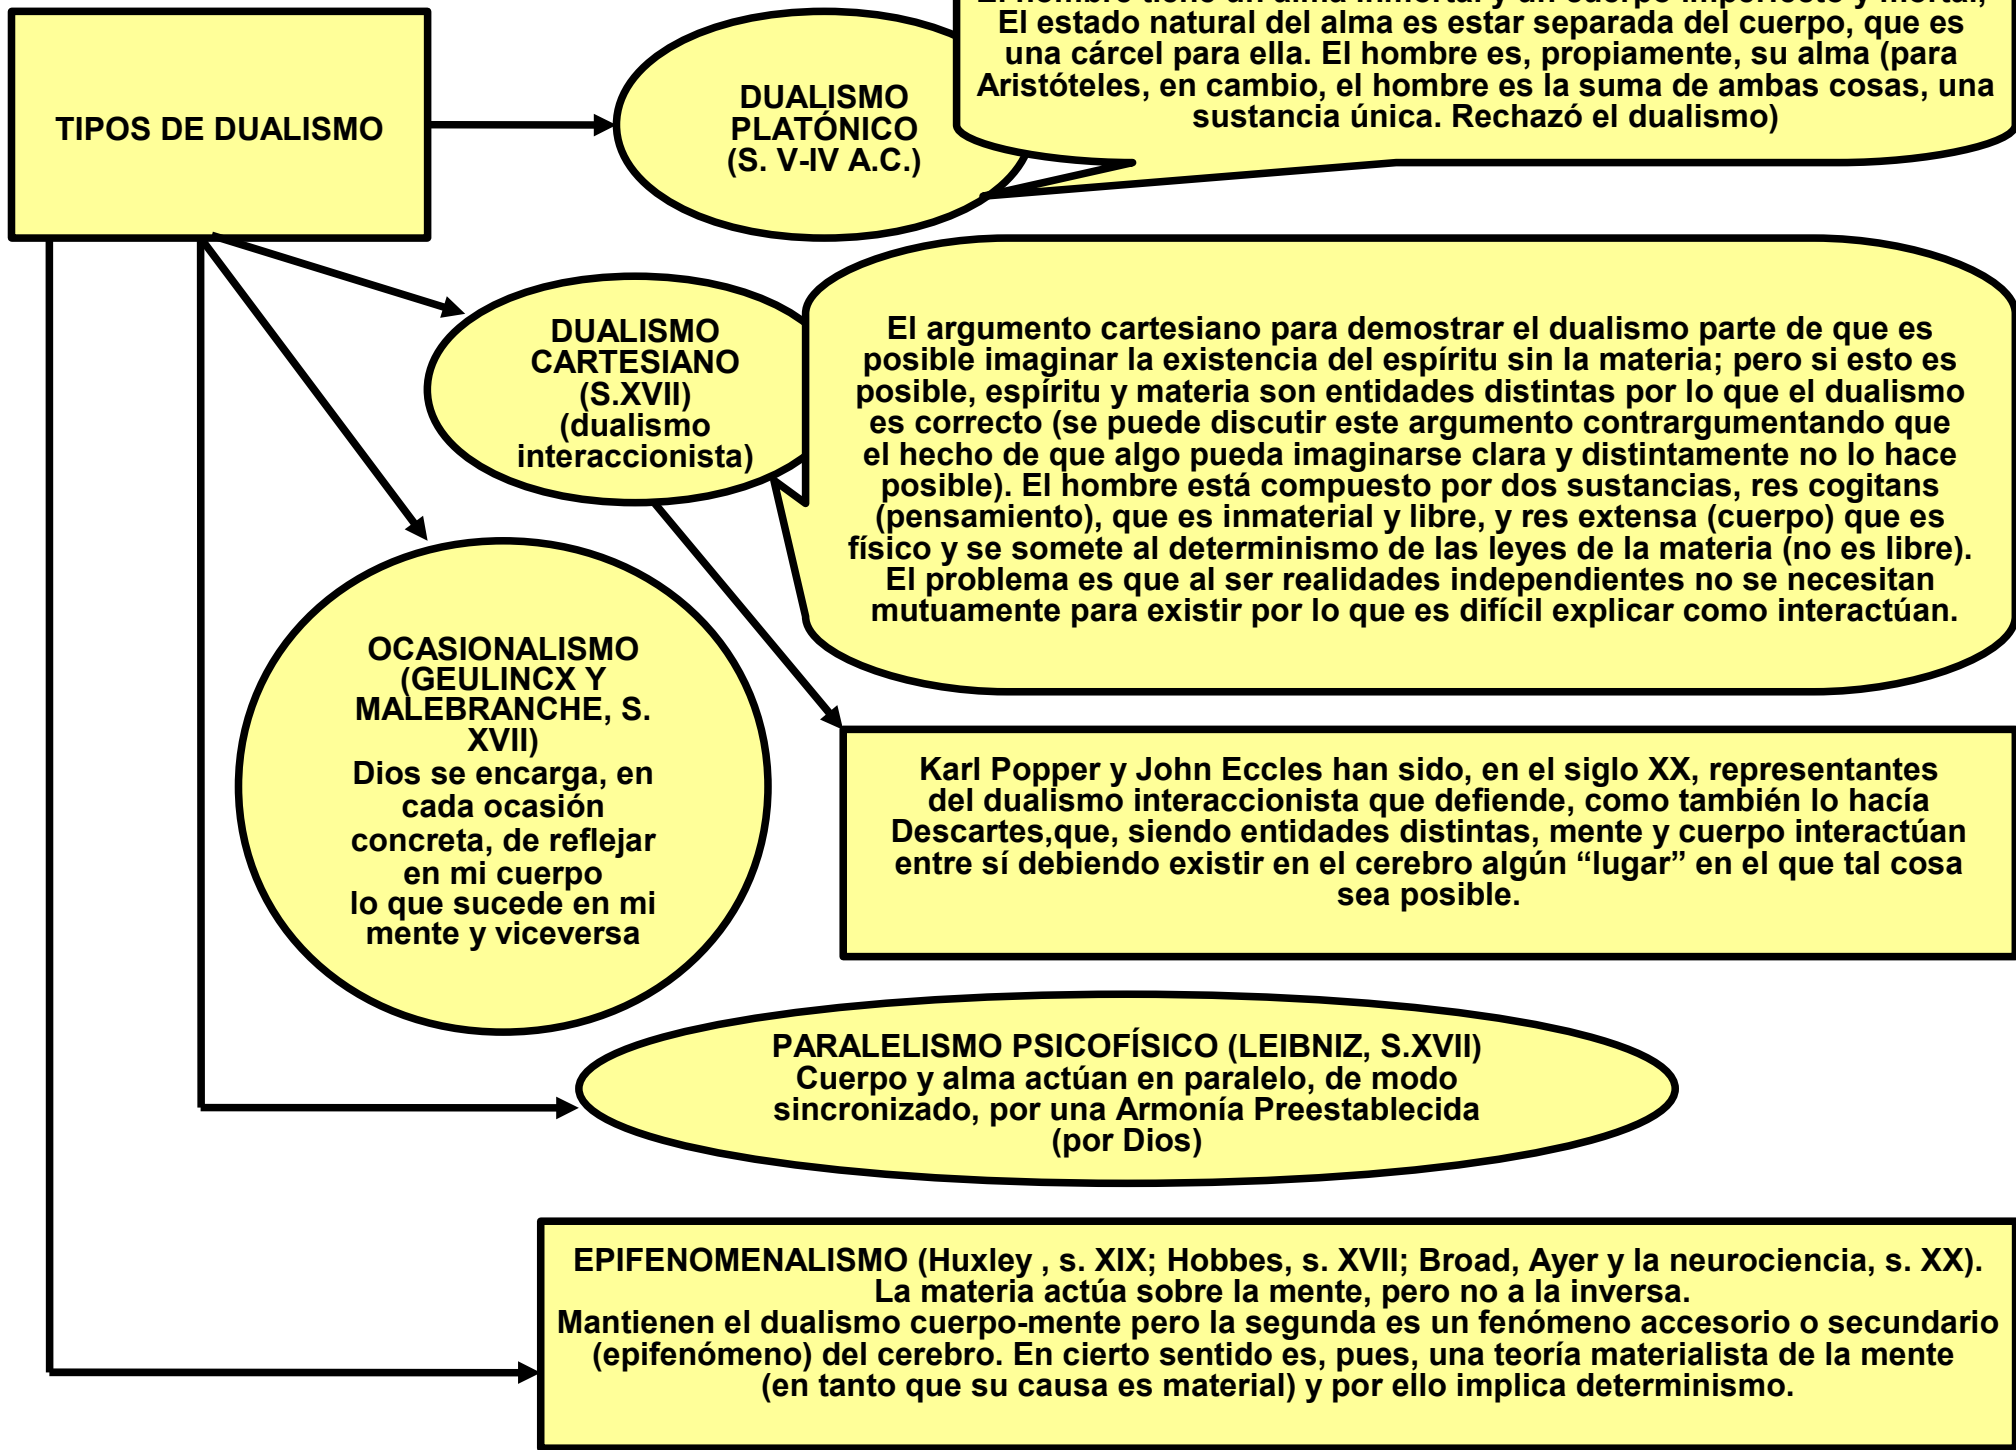 TIPOS DE DUALISMO
DUALISMO
PLATÓNICO
(S. V-IV A.C.)
El hombre tiene un alma inmortal y un cuerpo imperfecto y mortal,
El estado natural del alma es estar separada del cuerpo, que es
una cárcel para ella. El hombre es, propiamente, su alma (para
Aristóteles, en cambio, el hombre es la suma de ambas cosas, una
sustancia única. Rechazó el dualismo)
DUALISMO
CARTESIANO
(S.XVII)
(dualismo
interaccionista)
El argumento cartesiano para demostrar el dualismo parte de que es
posible imaginar la existencia del espíritu sin la materia; pero si esto es
posible, espíritu y materia son entidades distintas por lo que el dualismo
es correcto (se puede discutir este argumento contrargumentando que
el hecho de que algo pueda imaginarse clara y distintamente no lo hace
posible). El hombre está compuesto por dos sustancias, res cogitans
(pensamiento), que es inmaterial y libre, y res extensa (cuerpo) que es
físico y se somete al determinismo de las leyes de la materia (no es libre).
El problema es que al ser realidades independientes no se necesitan
mutuamente para existir por lo que es difícil explicar como interactúan.
OCASIONALISMO
(GEULINCX Y
MALEBRANCHE, S.
XVII)
Dios se encarga, en
cada ocasión
concreta, de reflejar
en mi cuerpo
lo que sucede en mi
mente y viceversa
Karl Popper y John Eccles han sido, en el siglo XX, representantes
del dualismo interaccionista que defiende, como también lo hacía
Descartes,que, siendo entidades distintas, mente y cuerpo interactúan
entre sí debiendo existir en el cerebro algún “lugar” en el que tal cosa
sea posible.
PARALELISMO PSICOFÍSICO (LEIBNIZ, S.XVII)
Cuerpo y alma actúan en paralelo, de modo
sincronizado, por una Armonía Preestablecida
(por Dios)
EPIFENOMENALISMO (Huxley , s. XIX; Hobbes, s. XVII; Broad, Ayer y la neurociencia, s. XX).
La materia actúa sobre la mente, pero no a la inversa.
Mantienen el dualismo cuerpo-mente pero la segunda es un fenómeno accesorio o secundario
(epifenómeno) del cerebro. En cierto sentido es, pues, una teoría materialista de la mente
(en tanto que su causa es material) y por ello implica determinismo.